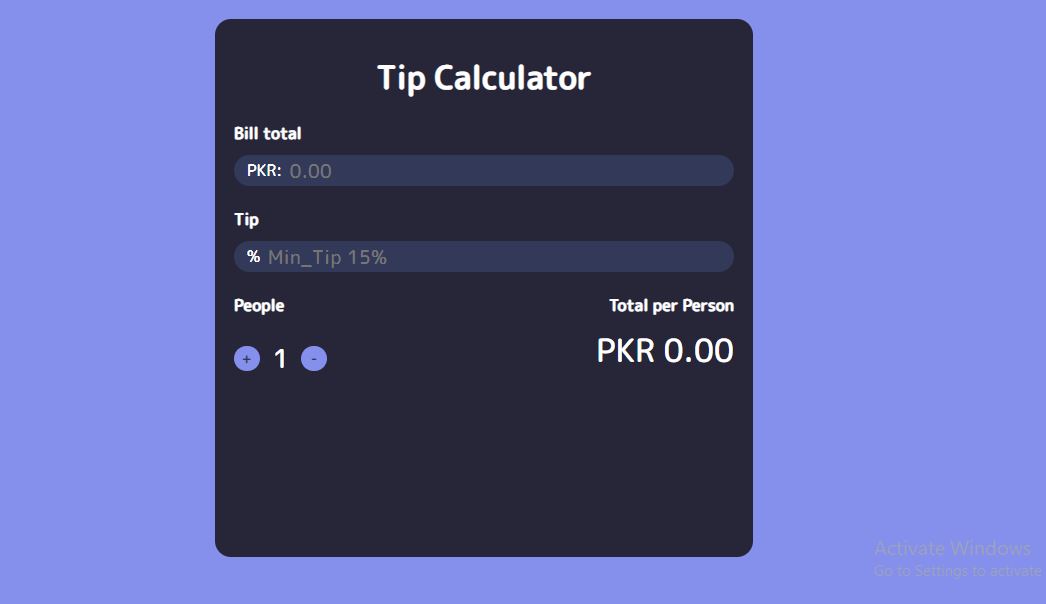 Tip Calculator
Bill total
PKR: 0.00
Tip
% Min_Tip 15%
People
Total per Person
+ 1 -
PKR 0.00
Activate Windows
Go to Settings to activate